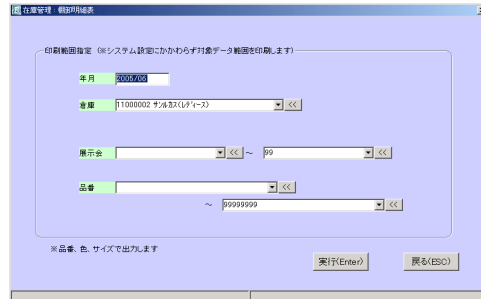 在庫管理：棚卸明細表
印刷範囲指定（※システム設定にかかわらず対象データ範囲を印刷します）
年月 2005/06
倉庫 11000002 サンルカス(レディース) <<
展示会 << ～ 99 <<
品番 <<
～ 99999999 <<
※品番、色、サイズで出力します
実行(Enter) 戻る(ESC)